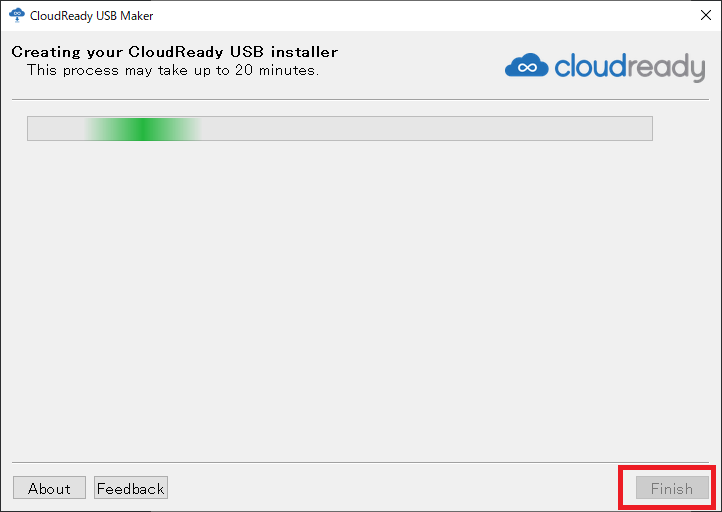 CloudReady USB Maker
Creating your CloudReady USB installer
This process may take up to 20 minutes.
cloudready
About
Feedback
Finish